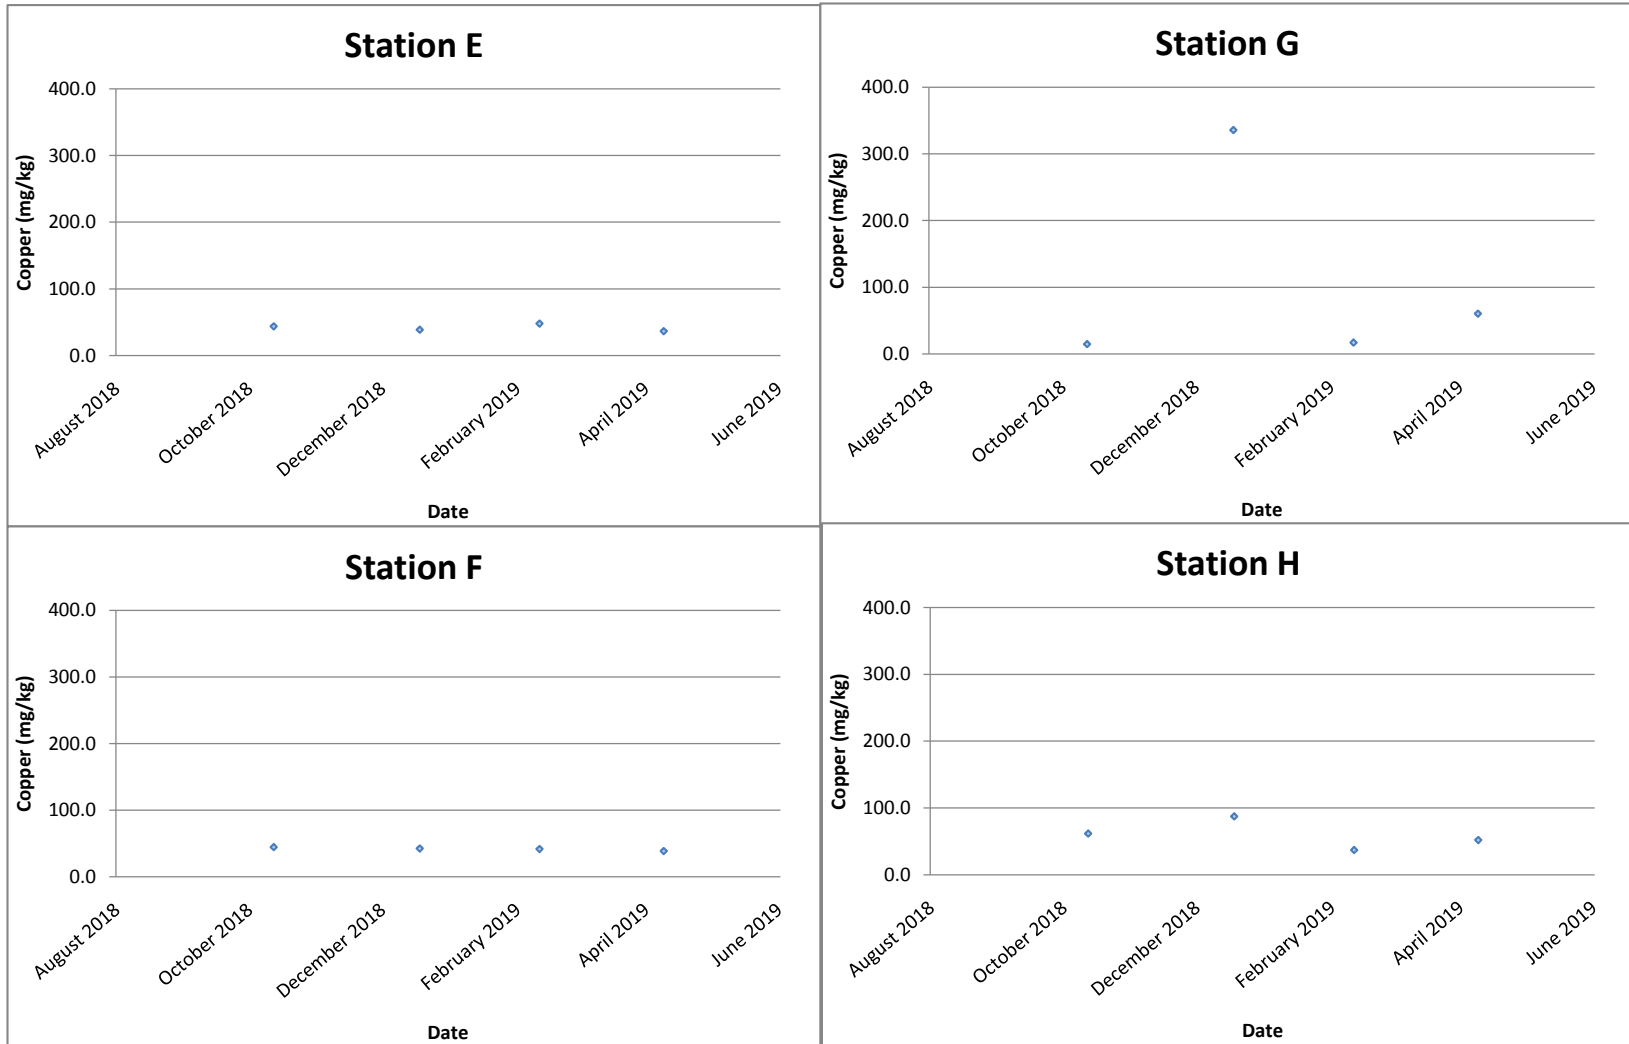 Station E
400.0
300.0
200.0
100.0
0.0
Copper (mg/kg)
August 2018
October 2018
December 2018
February 2019
April 2019
June 2019
Date
Station G
400.0
300.0
200.0
100.0
0.0
Copper (mg/kg)
August 2018
October 2018
December 2018
February 2019
April 2019
June 2019
Date
Station F
400.0
300.0
200.0
100.0
0.0
Copper (mg/kg)
August 2018
October 2018
December 2018
February 2019
April 2019
June 2019
Date
Station H
400.0
300.0
200.0
100.0
0.0
Copper (mg/kg)
August 2018
October 2018
December 2018
February 2019
April 2019
June 2019
Date